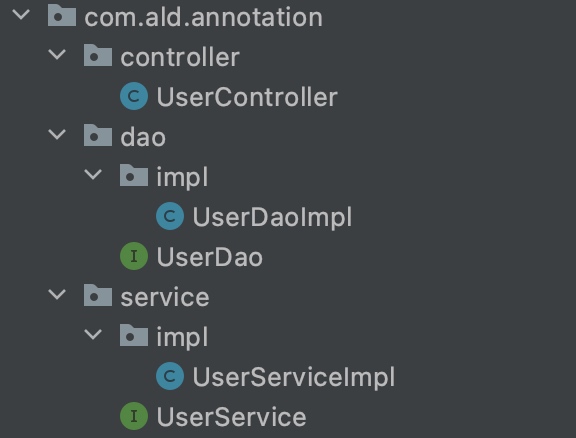 com.ald.annotation
controller
C UserController
dao
impl
C UserDaoImpl
I UserDao
service
impl
C UserServiceImpl
I UserService